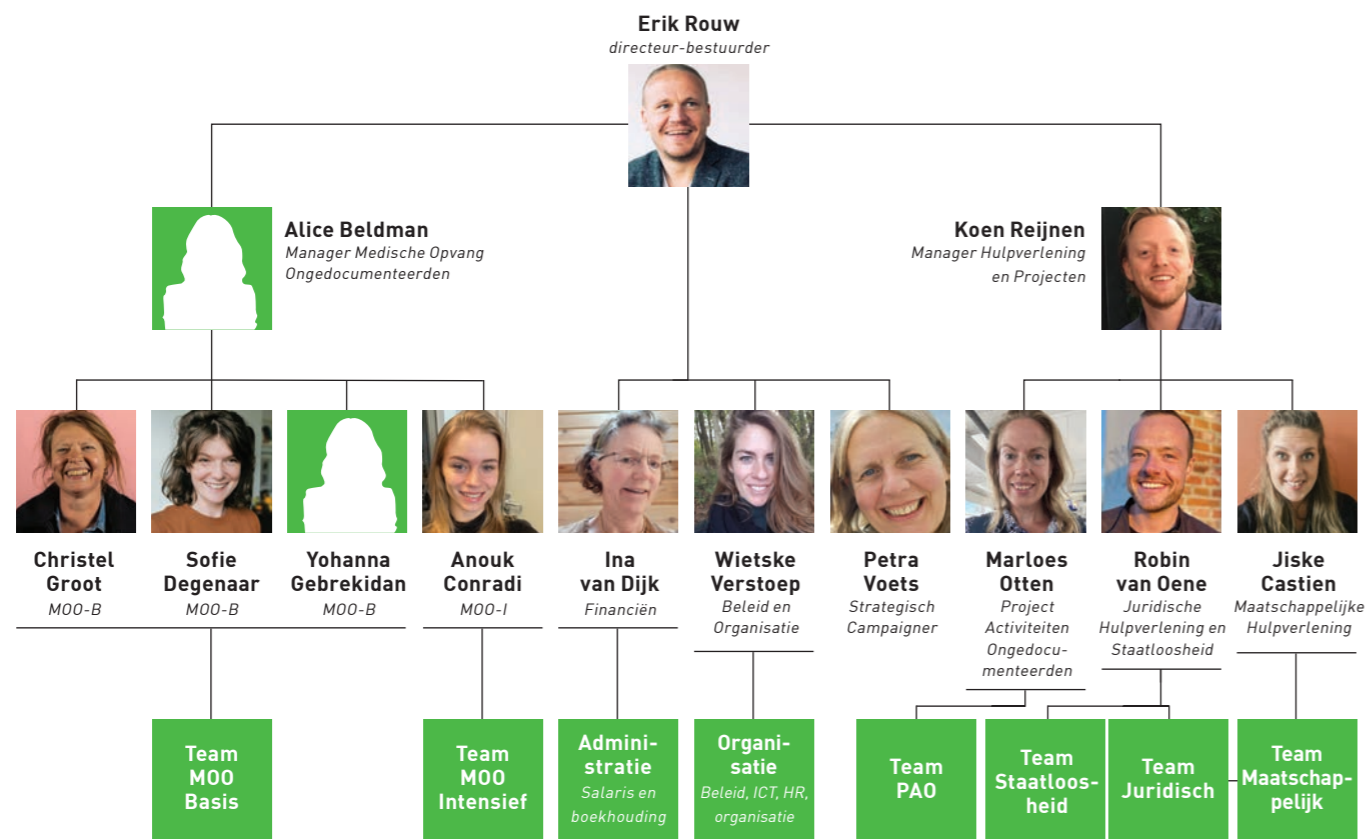 Erik Rouw
directeur-bestuurder
Alice Beldman
Manager Medische Opvang
Ongedocumenteerden
Koen Reijnen
Manager Hulpverlening
en Projecten
Christel
Groot
MOO-B
Sofie
Degenaar
MOO-B
Yohanna
Gebrekidan
MOO-B
Anouk
Conradi
MOO-I
Ina
van Dijk
Financiën
Wietske
Verstoep
Beleid en
Organisatie
Petra
Voets
Strategisch
Campaigner
Marloes
Otten
Project
Activiteiten
Ongedocu-
menteerden
Robin
van Oene
Juridische
Hulpverlening en
Staatloosheid
Jiske
Castien
Maatschappelijke
Hulpverlening
Team
MOO
Basis
Team
MOO
Intensief
Admini-
stratie
Salaris en
boekhouding
Organi-
satie
Beleid, ICT, HR,
organisatie
Team
PAO
Team
Staatloos-
heid
Team
Juridisch
Team
Maatschap-
pelijk